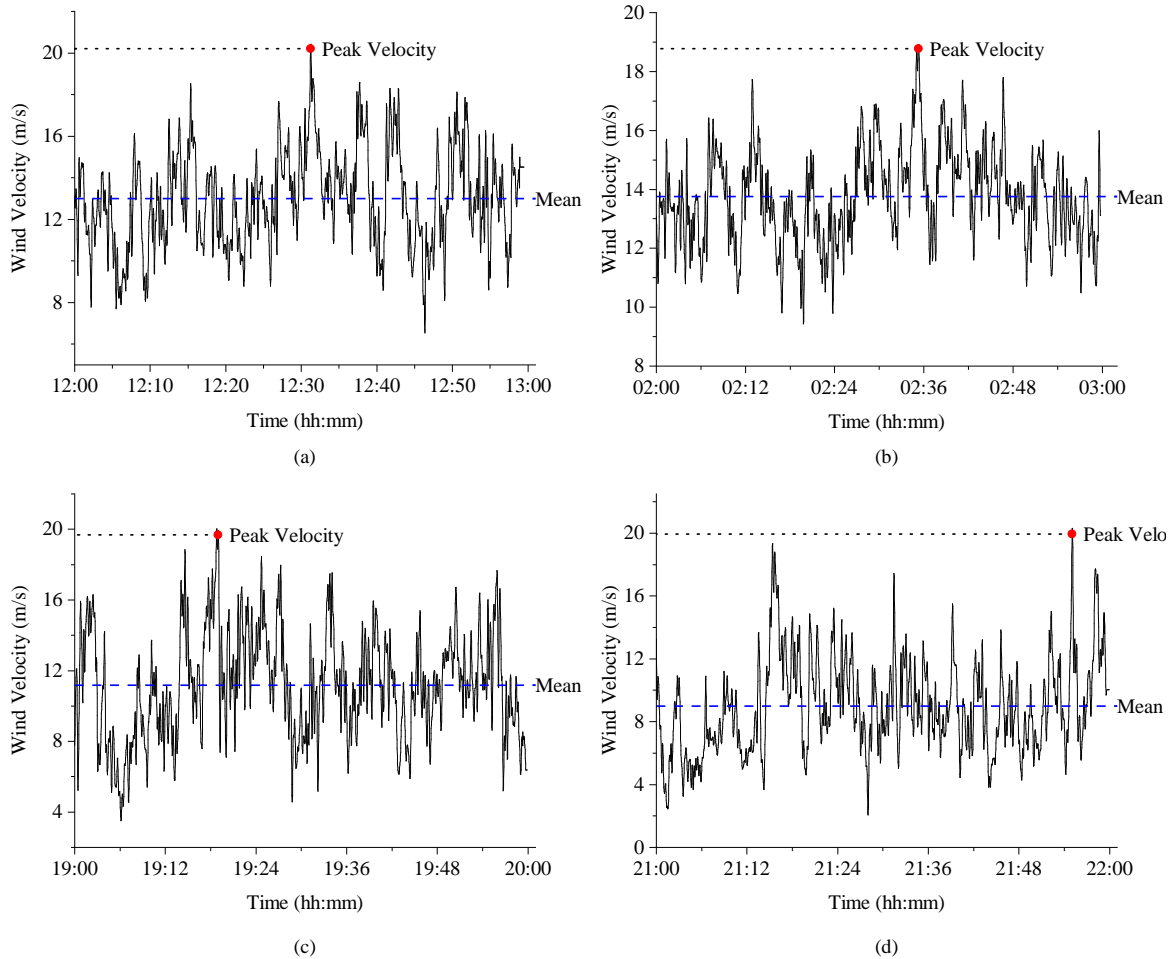 20
16
12
8
Wind Velocity (m/s)
Peak Velocity
Mean
12:00 12:10 12:20 12:30 12:40 12:50 13:00
Time (hh:mm)
(a)
20
18
16
14
12
10
8
Wind Velocity (m/s)
Peak Velocity
Mean
02:00 02:12 02:24 02:36 02:48 03:00
Time (hh:mm)
(b)
20
16
12
8
4
Wind Velocity (m/s)
Peak Velocity
Mean
19:00 19:12 19:24 19:36 19:48 20:00
Time (hh:mm)
(c)
20
16
12
8
4
0
Wind Velocity (m/s)
Peak Velo
Mean
21:00 21:12 21:24 21:36 21:48 22:00
Time (hh:mm)
(d)